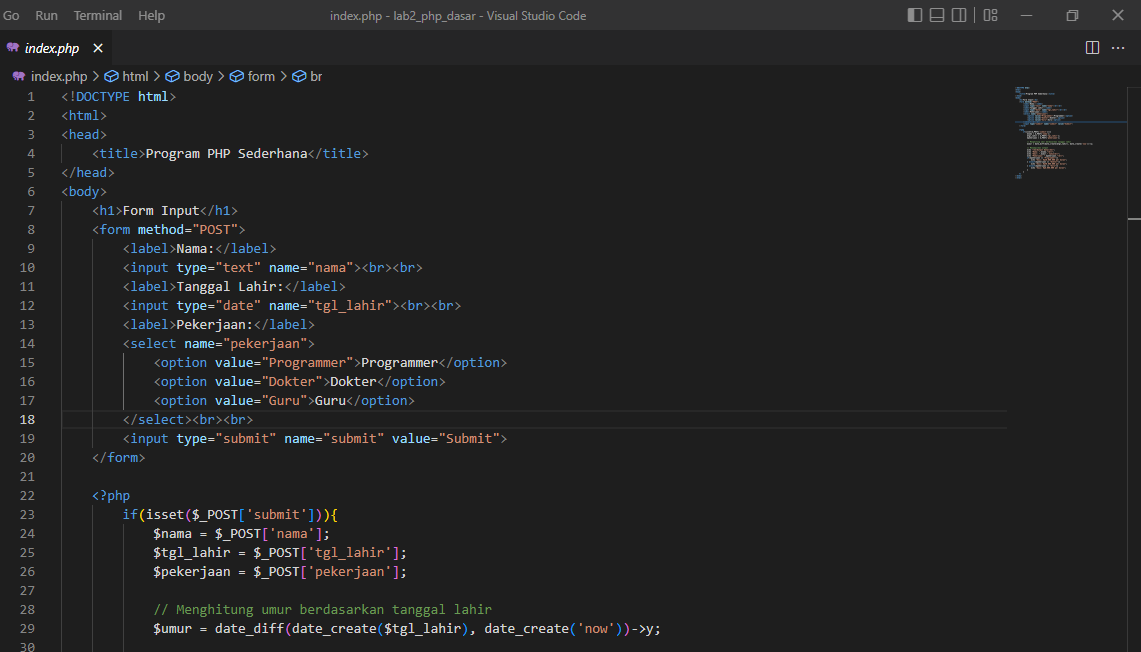 Go Run Terminal Help index.php - lab2_php_dasar - Visual Studio Code
index.php
index.php > html > body > form > br
1 <!DOCTYPE html>
2 <html>
3 <head>
4 <title>Program PHP Sederhana</title>
5 </head>
6 <body>
7 <h1>Form Input</h1>
8 <form method="POST">
9 <label>Nama:</label>
10 <input type="text" name="nama"><br><br>
11 <label>Tanggal Lahir:</label>
12 <input type="date" name="tgl_lahir"><br><br>
13 <label>Pekerjaan:</label>
14 <select name="pekerjaan">
15 <option value="Programmer">Programmer</option>
16 <option value="Dokter">Dokter</option>
17 <option value="Guru">Guru</option>
18 </select><br><br>
19 <input type="submit" name="submit" value="Submit">
20 </form>
21
22 <?php
23 if(isset($_POST['submit'])){
24 $nama = $_POST['nama'];
25 $tgl_lahir = $_POST['tgl_lahir'];
26 $pekerjaan = $_POST['pekerjaan'];
27
28 // Menghitung umur berdasarkan tanggal lahir
29 $umur = date_diff(date_create($tgl_lahir), date_create('now'))->y;
30